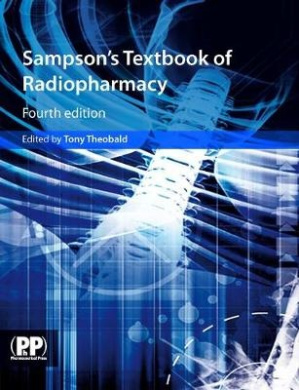 Sampson's Textbook of
Radiopharmacy
Fourth edition
Edited by Tony Theobald
PP
Pharmaceutical Press